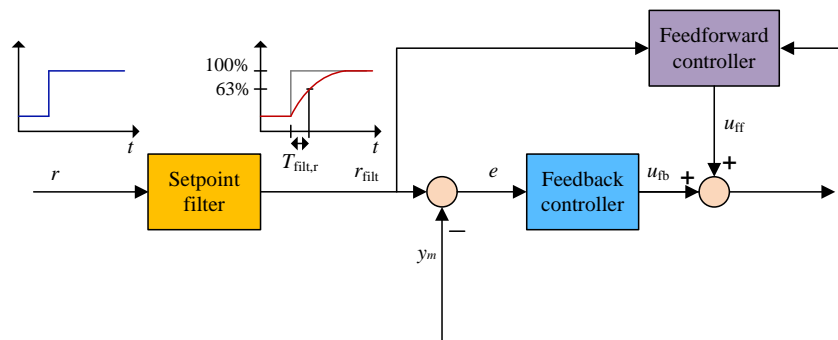 100%
63%
t
t
T_filt,r
Feedforward
controller
u_ff
r
Setpoint
filter
r_filt
e
Feedback
controller
u_fb
+
+
−
y_m